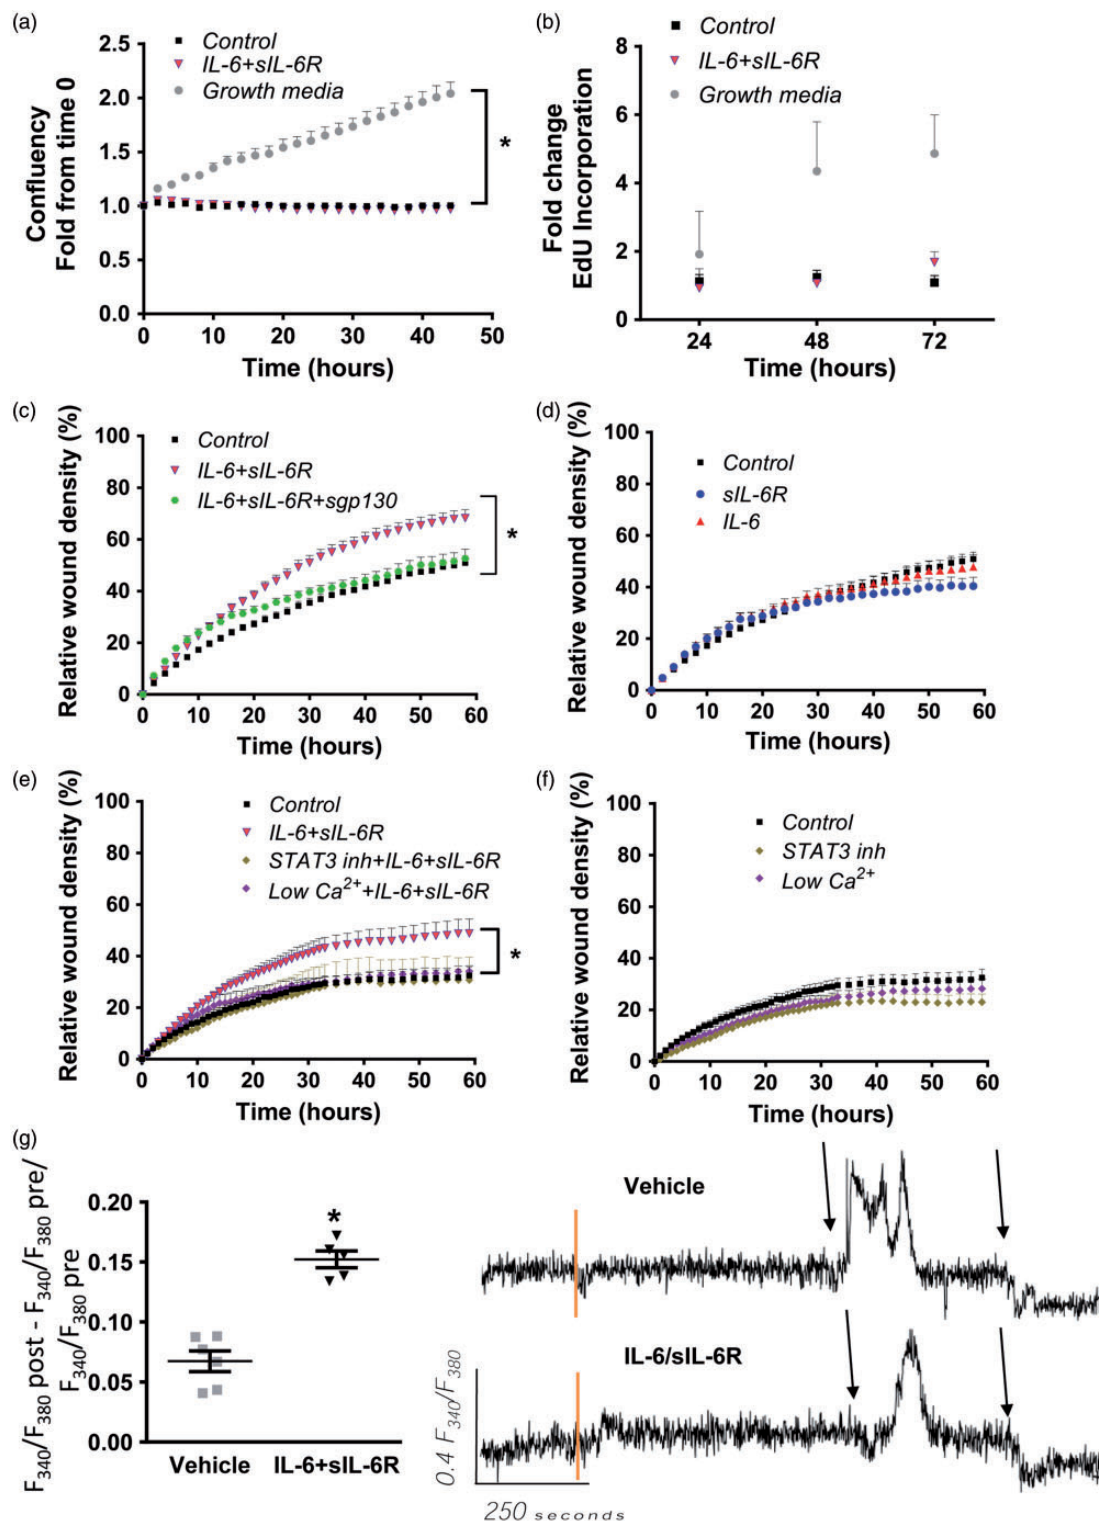 (a)
Confluency
Fold from time 0
2.5
2.0
1.5
1.0
0.5
0.0
Control
IL-6+sIL-6R
Growth media
*
0 10 20 30 40 50
Time (hours)
(b)
Fold change
EdU Incorporation
8
6
4
2
0
Control
IL-6+sIL-6R
Growth media
24 48 72
Time (hours)
(c)
Relative wound density (%)
100
80
60
40
20
0
Control
IL-6+sIL-6R
IL-6+sIL-6R+sgp130
*
0 10 20 30 40 50 60
Time (hours)
(d)
Relative wound density (%)
100
80
60
40
20
0
Control
sIL-6R
IL-6
0 10 20 30 40 50 60
Time (hours)
(e)
Relative wound density (%)
100
80
60
40
20
0
Control
IL-6+sIL-6R
STAT3 inh+IL-6+sIL-6R
Low Ca²⁺+IL-6+sIL-6R
*
0 10 20 30 40 50 60
Time (hours)
(f)
Relative wound density (%)
100
80
60
40
20
0
Control
STAT3 inh
Low Ca²⁺
0 10 20 30 40 50 60
Time (hours)
(g)
F₃₄₀/F₃₈₀ post - F₃₄₀/F₃₈₀ pre/
F₃₄₀/F₃₈₀ pre
0.20
0.15
0.10
0.05
0.00
*
Vehicle IL-6+sIL-6R
Vehicle
IL-6/sIL-6R
0.4 F₃₄₀/F₃₈₀
250 seconds